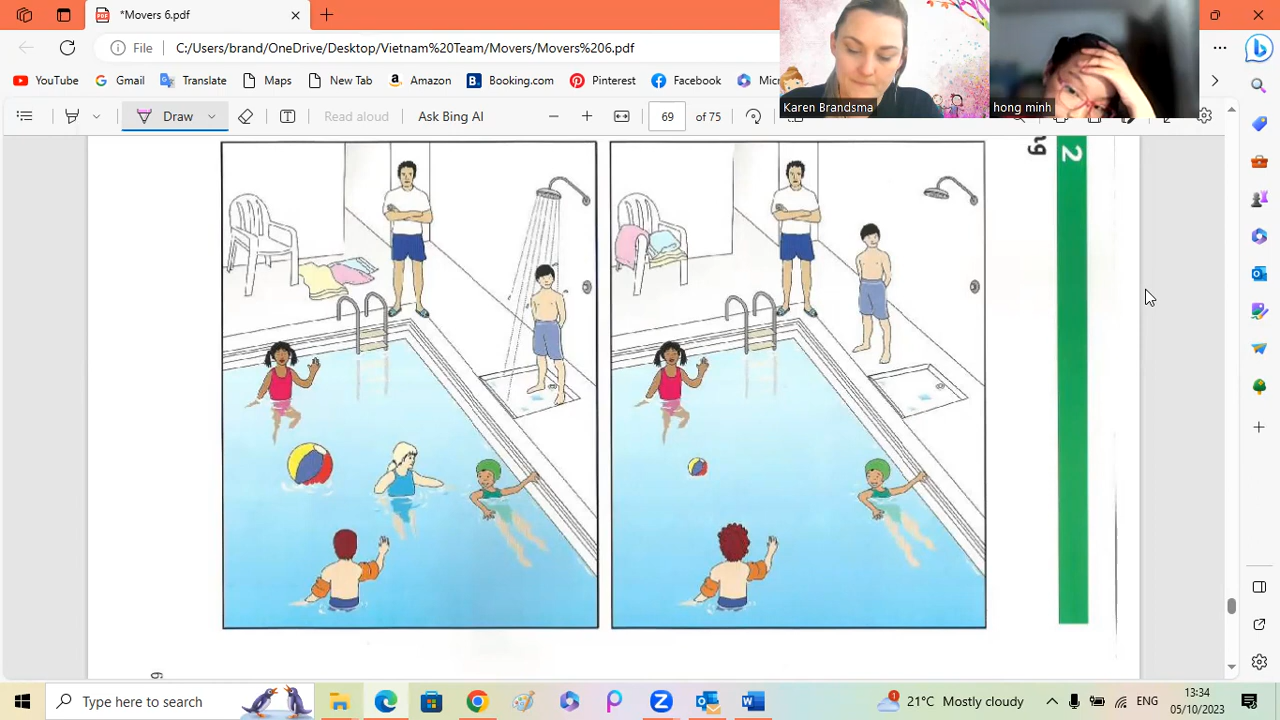 *Movers 6.pdf
File
C:/Users/brand/OneDrive/Desktop/Vietnam%20Team/Movers/Movers%206.pdf
YouTube
Gmail
Translate
Maps
New Tab
Amazon
Booking.com
Pinterest
Facebook
Draw
Read aloud
Ask Bing AI
69
of 75
Karen Brandsma
hong minh
2
6
Type here to search
1
21°C Mostly cloudy
ENG
13:34
05/10/2023